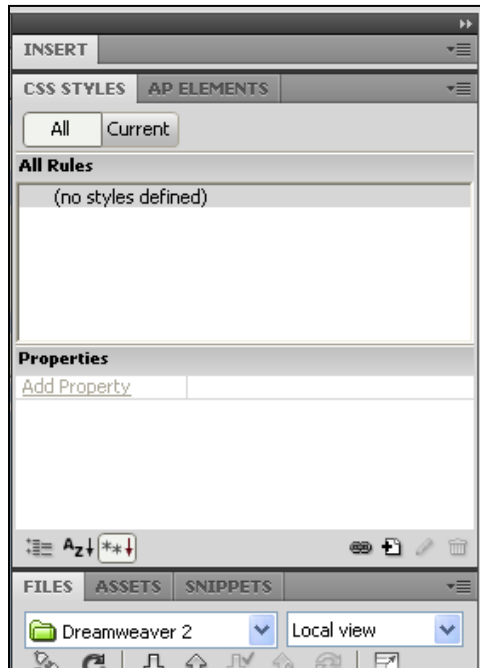 INSERT
CSS STYLES AP ELEMENTS
All Current
All Rules
(no styles defined)
Properties
Add Property
AZ
FILES ASSETS SNIPPETS
Dreamweaver 2 Local view